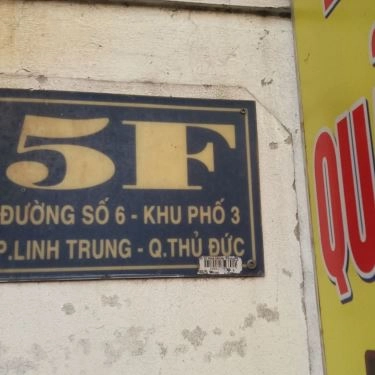 5F
ĐƯỜNG SỐ 6 - KHU PHỐ 3
P.LINH TRUNG - Q.THỦ ĐỨC
QU